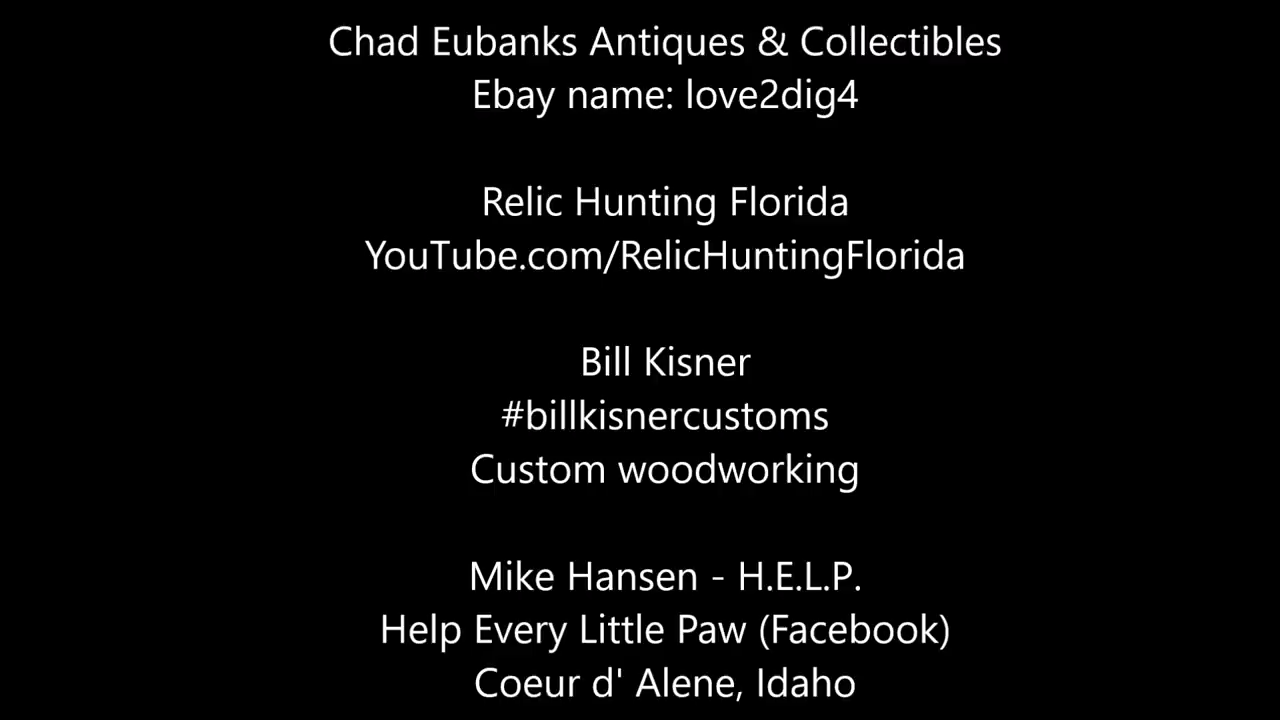 Chad Eubanks Antiques & Collectibles
Ebay name: love2dig4
Relic Hunting Florida
YouTube.com/RelicHuntingFlorida
Bill Kisner
#billkisnercustoms
Custom woodworking
Mike Hansen - H.E.L.P.
Help Every Little Paw (Facebook)
Coeur d' Alene, Idaho